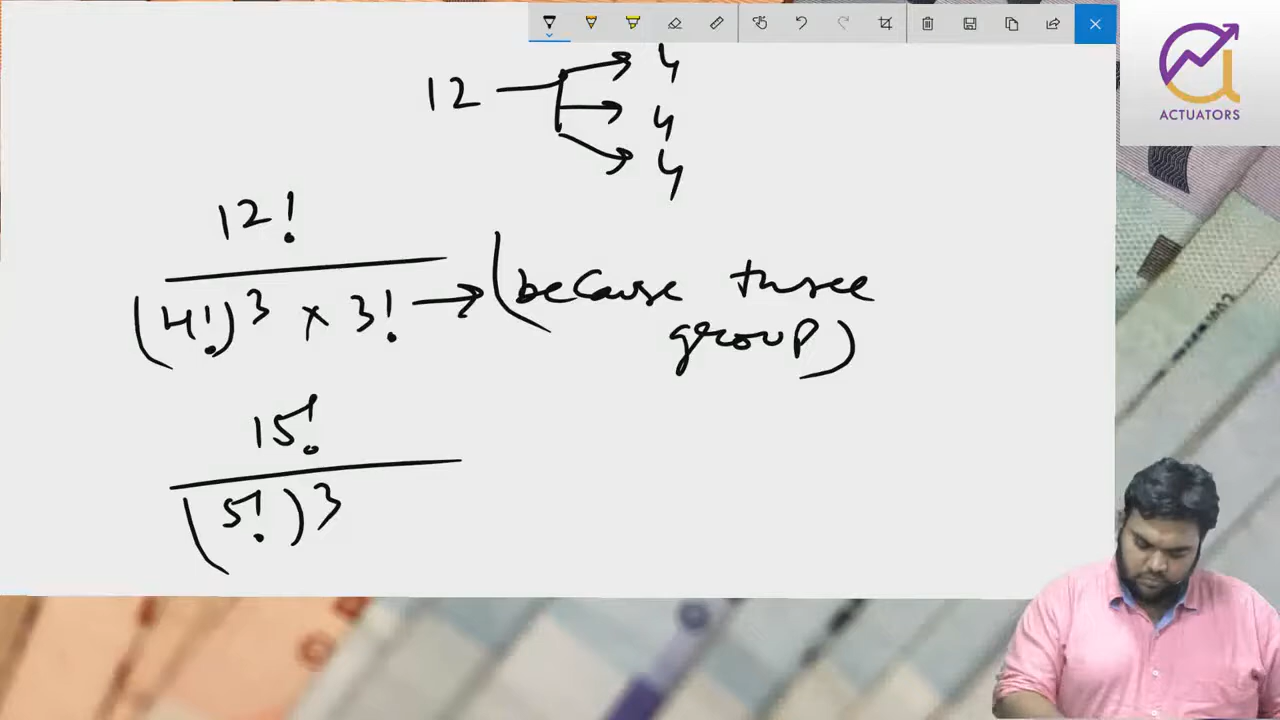 ACTUATORS
12 → 4
→ 4
→ 4
12!
(4!)3 × 3! → (because three
group)
15!
(5!)3